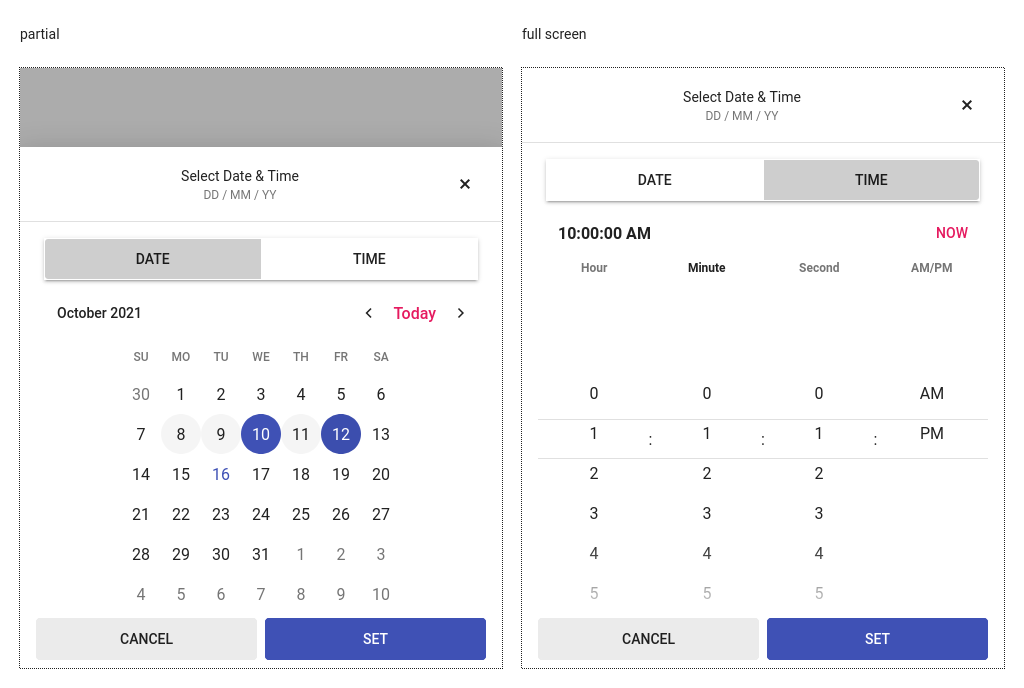 partial
Select Date & Time
DD / MM / YY
×
DATE TIME
October 2021 < Today >
SU MO TU WE TH FR SA
30 1 2 3 4 5 6
7 8 9 10 11 12 13
14 15 16 17 18 19 20
21 22 23 24 25 26 27
28 29 30 31 1 2 3
4 5 6 7 8 9 10
CANCEL SET
full screen
Select Date & Time
DD / MM / YY
×
DATE TIME
10:00:00 AM NOW
Hour Minute Second AM/PM
0 0 0 AM
1 : 1 : 1 : PM
2 2 2
3 3 3
4 4 4
5 5 5
CANCEL SET